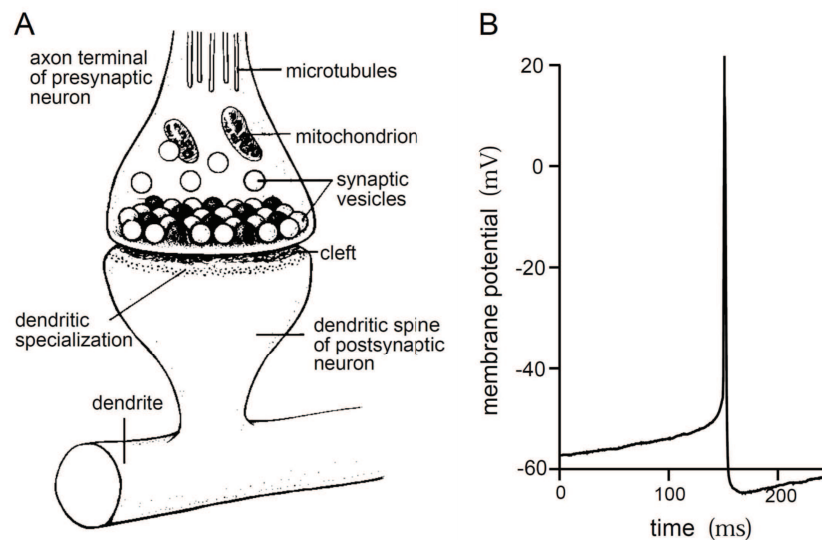 A
axon terminal
of presynaptic
neuron
microtubules
mitochondrion
synaptic
vesicles
cleft
dendritic
specialization
dendritic spine
of postsynaptic
neuron
dendrite
B
membrane potential (mV)
20
0
-20
-40
-60
0
100
200
time (ms)